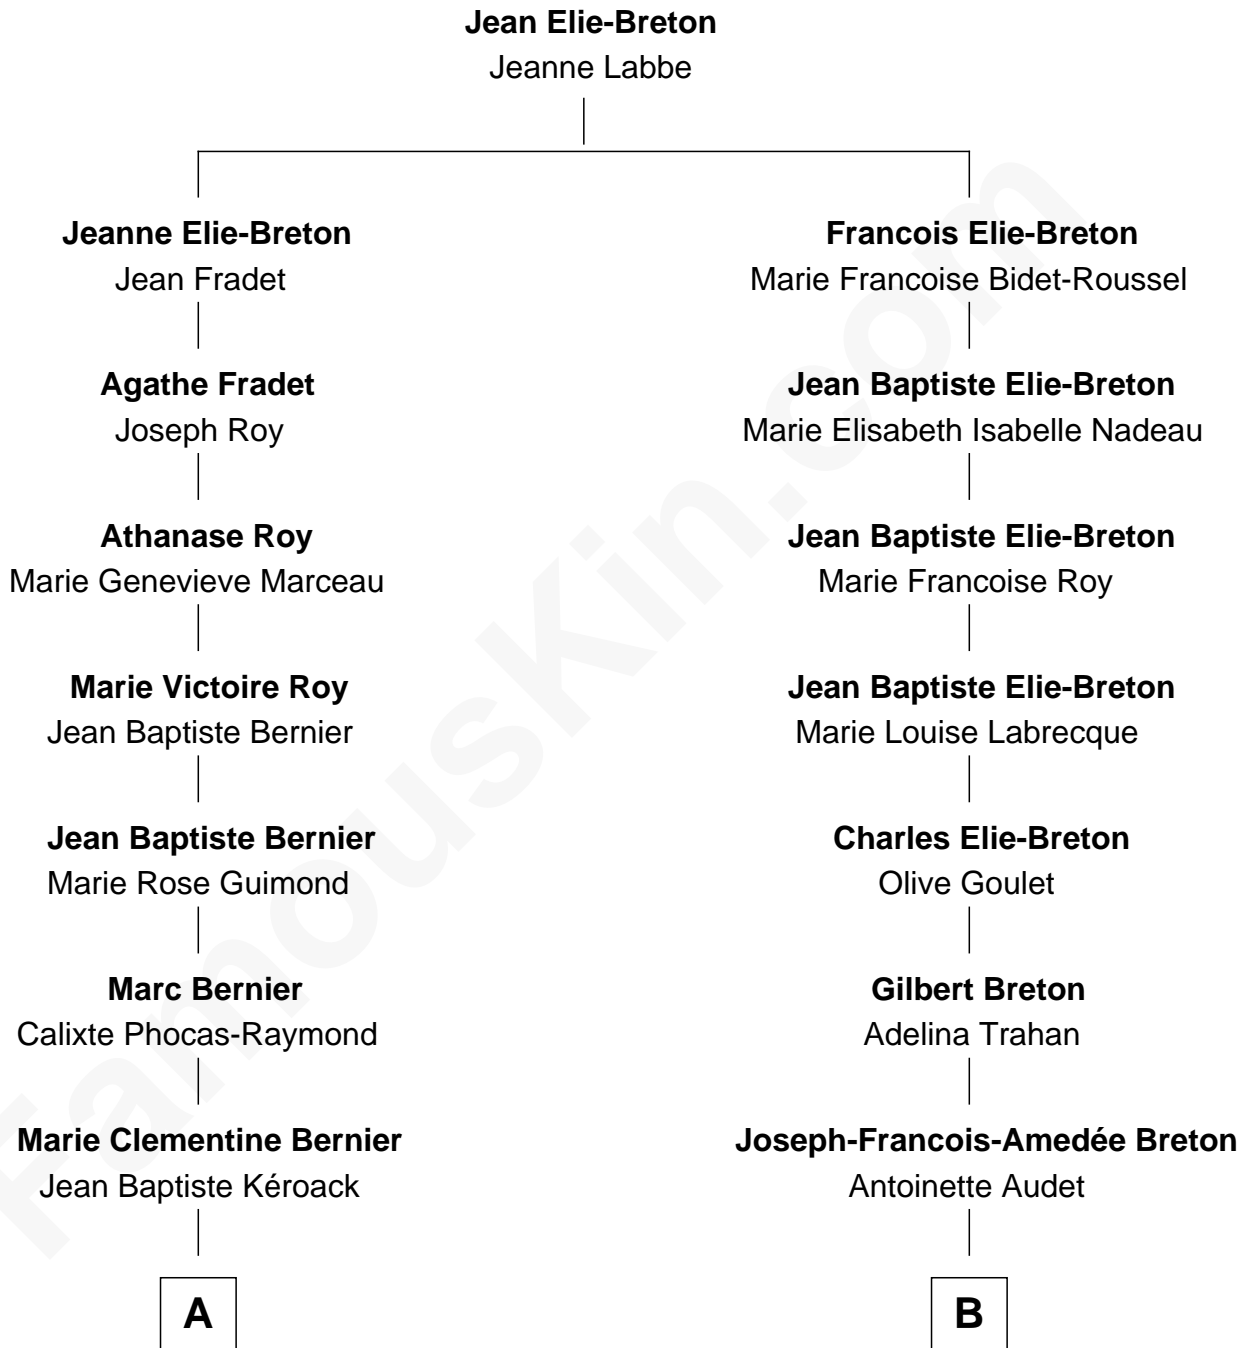 Jean Elie-Breton
Jeanne Labbe
Jeanne Elie-Breton
Jean Fradet
Francois Elie-Breton
Marie Francoise Bidet-Roussel
Agathe Fradet
Joseph Roy
Jean Baptiste Elie-Breton
Marie Elisabeth Isabelle Nadeau
Athanase Roy
Marie Genevieve Marceau
Jean Baptiste Elie-Breton
Marie Francoise Roy
Marie Victoire Roy
Jean Baptiste Bernier
Jean Baptiste Elie-Breton
Marie Louise Labrecque
Jean Baptiste Bernier
Marie Rose Guimond
Charles Elie-Breton
Olive Goulet
Marc Bernier
Calixte Phocas-Raymond
Gilbert Breton
Adelina Trahan
Marie Clementine Bernier
Jean Baptiste Kéroack
Joseph-Francois-Amedée Breton
Antoinette Audet
A
B
FamousKin.com